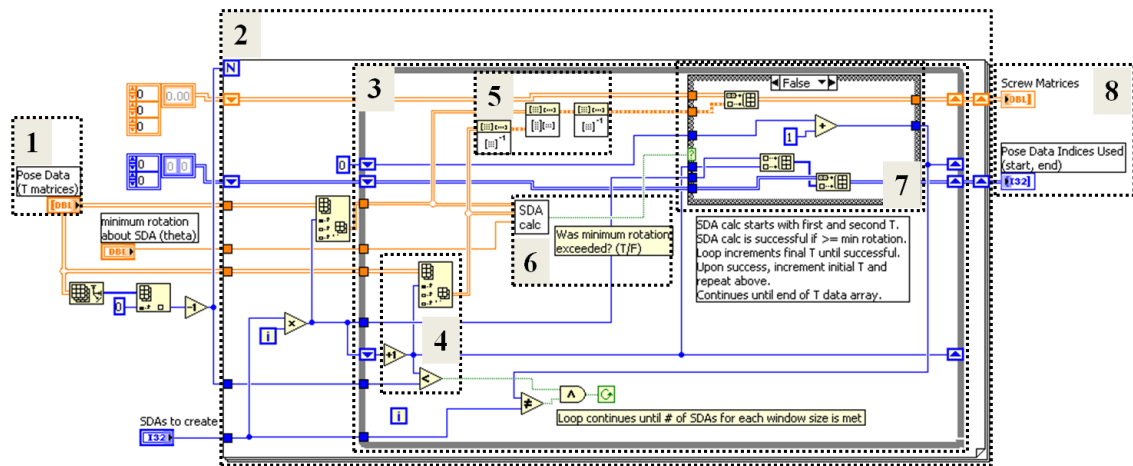 2
3
5
False
8
Screw Matrices
DBL
1
Pose Data
(T matrices)
[DBL]
0
0
0
0.00
0
0
0 0
0
1
Pose Data Indices Used
(start, end)
[I32]
7
N
minimum rotation
about SDA (theta)
DBL
SDA
calc
Was minimum rotation
exceeded? (T/F)
6
SDA calc starts with first and second T.
SDA calc is successful if >= min rotation.
Loop increments final T until successful.
Upon success, increment initial T and
repeat above.
Continues until end of T data array.
0
-1
i
×
4
+1
<
≠
∧
i
SDAs to create
I32
Loop continues until # of SDAs for each window size is met